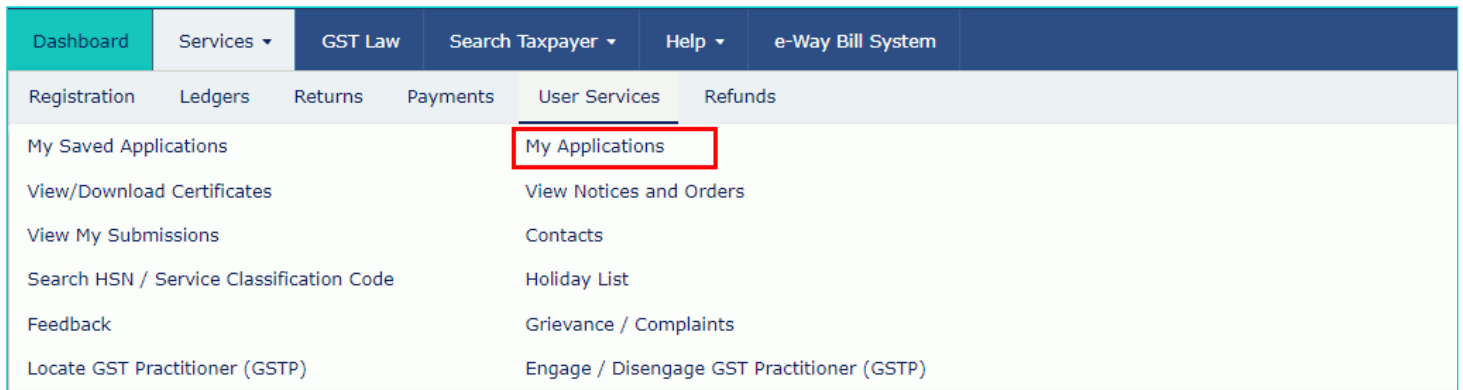 Dashboard Services GST Law Search Taxpayer Help e-Way Bill System
Registration Ledgers Returns Payments User Services Refunds
My Saved Applications My Applications
View/Download Certificates View Notices and Orders
View My Submissions Contacts
Search HSN / Service Classification Code Holiday List
Feedback Grievance / Complaints
Locate GST Practitioner (GSTP) Engage / Disengage GST Practitioner (GSTP)